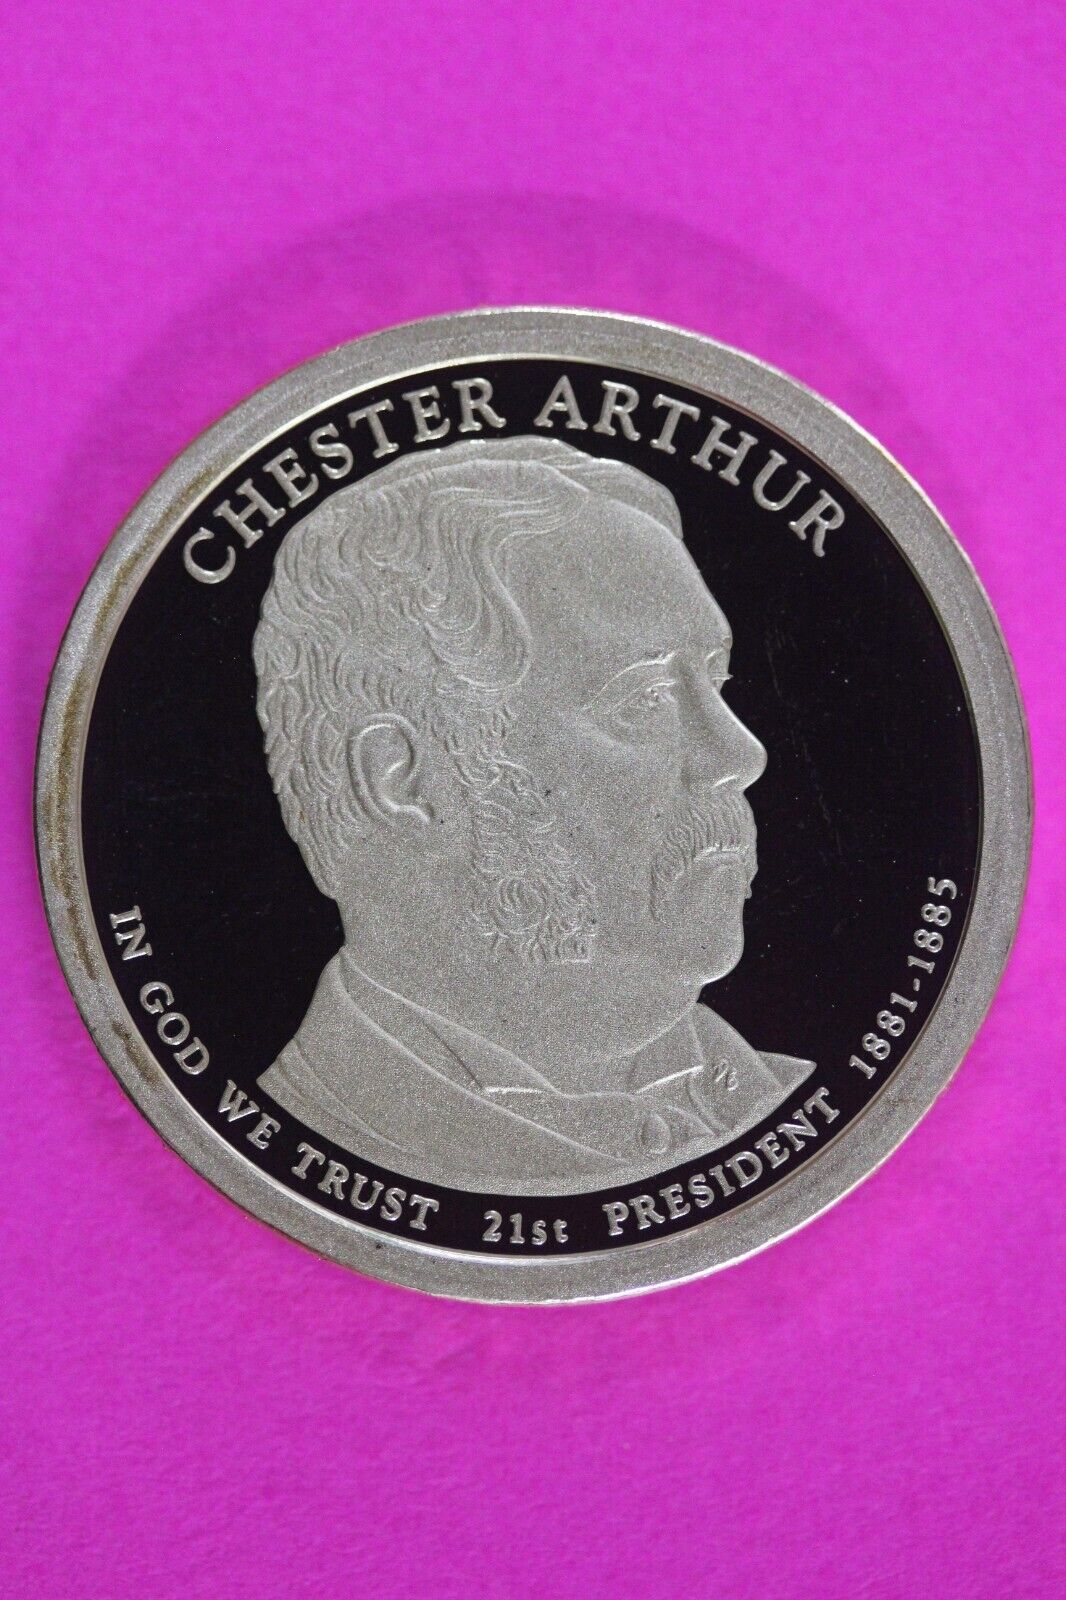 CHESTER ARTHUR
IN GOD WE TRUST 21st PRESIDENT 1881-1885